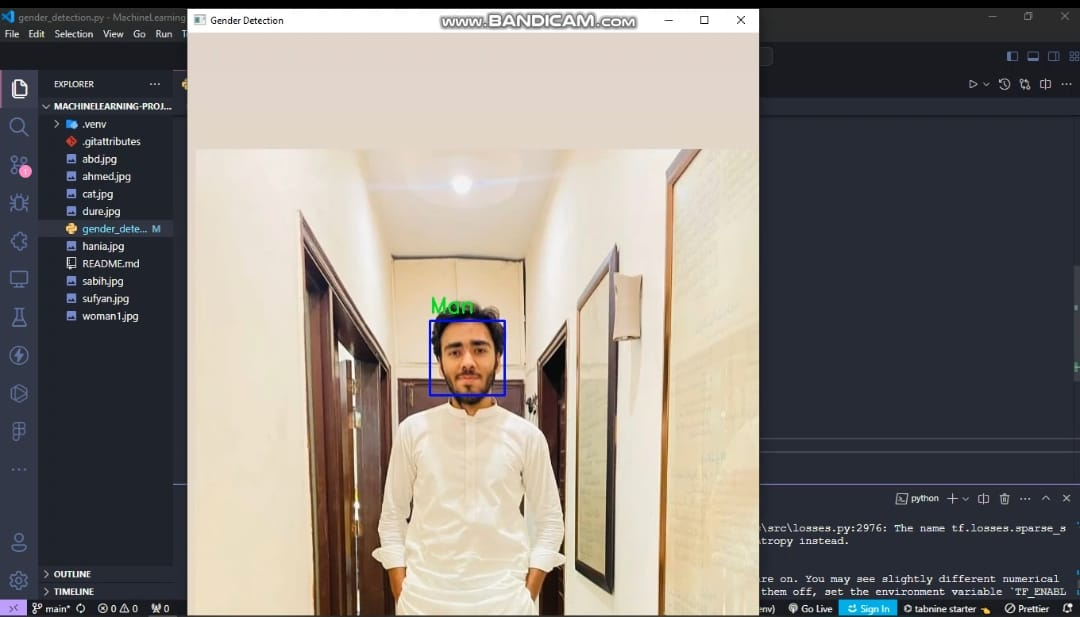 gender_detection.py - MachineLearning
Gender Detection
www.BANDICAM.com
File Edit Selection View Go Run
EXPLORER
MACHINELEARNING-PROJ...
.venv
.gitattributes
abd.jpg
ahmed.jpg
cat.jpg
dure.jpg
gender_dete... M
hania.jpg
README.md
sabih.jpg
sufyan.jpg
woman1.jpg
1
Man
python
\src\losses.py:2976: The name tf.losses.sparse_s
tropy instead.
re on. You may see slightly different numerical
them off, set the environment variable `TF_ENABL
OUTLINE
TIMELINE
main* 0 0 0
env) Go Live Sign In tabnine starter Prettier